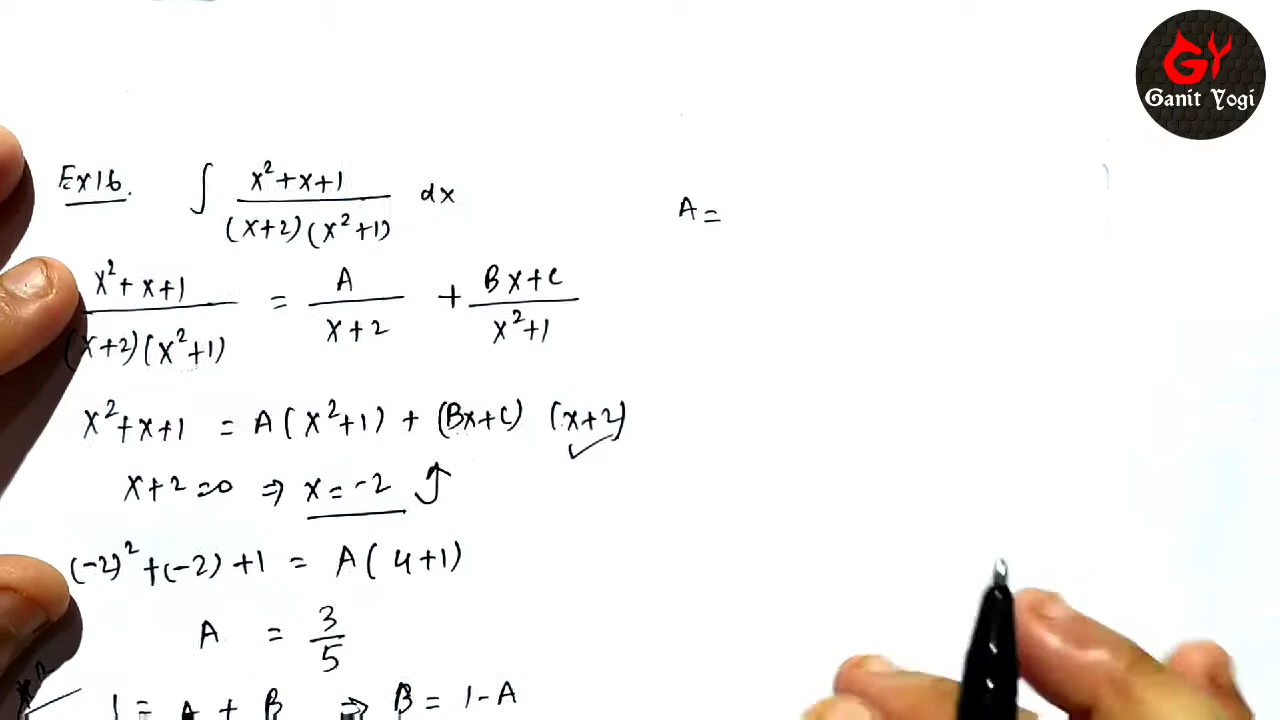 GY
Ganit Yogi
Ex16. ∫ (x²+x+1)/((x+2)(x²+1)) dx
A =
(x²+x+1)/((x+2)(x²+1)) = A/(x+2) + (Bx+C)/(x²+1)
x²+x+1 = A(x²+1) + (Bx+C) (x+2)
x+2=0 ⇒ x=-2
(-2)²+(-2)+1 = A(4+1)
A = 3/5
1 = A + B ⇒ B = 1-A